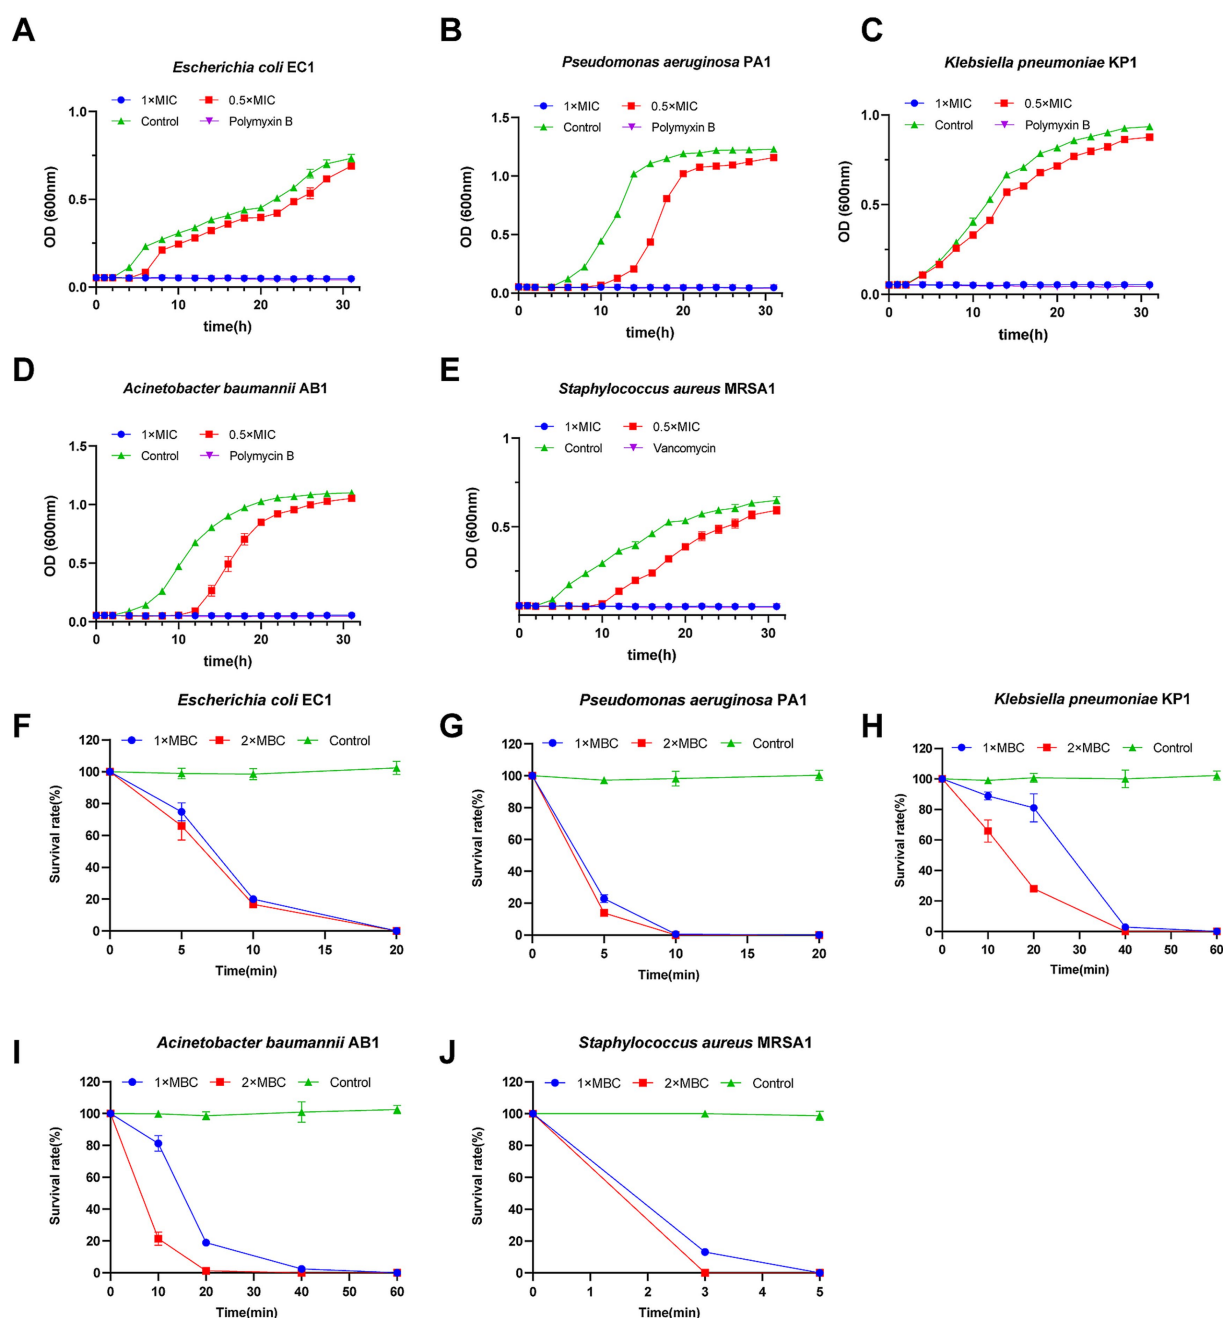 A
Escherichia coli EC1
1×MIC 0.5×MIC
Control Polymyxin B
1.0
0.5
0.0
OD (600nm)
0 10 20 30
time(h)
B
Pseudomonas aeruginosa PA1
1×MIC 0.5×MIC
Control Polymyxin B
1.5
1.0
0.5
0.0
OD (600nm)
0 10 20 30
time(h)
C
Klebsiella pneumoniae KP1
1×MIC 0.5×MIC
Control Polymyxin B
1.0
0.5
0.0
OD (600nm)
0 10 20 30
time(h)
D
Acinetobacter baumannii AB1
1×MIC 0.5×MIC
Control Polymycin B
1.5
1.0
0.5
0.0
OD (600nm)
0 10 20 30
time(h)
E
Staphylococcus aureus MRSA1
1×MIC 0.5×MIC
Control Vancomycin
1
0.5
OD (600nm)
0 10 20 30
time(h)
F
Escherichia coli EC1
1×MBC 2×MBC Control
120
100
80
60
40
20
0
Survival rate(%)
0 5 10 15 20
Time(min)
G
Pseudomonas aeruginosa PA1
1×MBC 2×MBC Control
120
100
80
60
40
20
0
Survival rate(%)
0 5 10 15 20
Time(min)
H
Klebsiella pneumoniae KP1
1×MBC 2×MBC Control
120
100
80
60
40
20
0
Survival rate(%)
0 10 20 30 40 50 60
Time(min)
I
Acinetobacter baumannii AB1
1×MBC 2×MBC Control
120
100
80
60
40
20
0
Survival rate(%)
0 10 20 30 40 50 60
Time(min)
J
Staphylococcus aureus MRSA1
1×MBC 2×MBC Control
120
100
80
60
40
20
0
Survival rate(%)
0 1 2 3 4 5
Time(min)